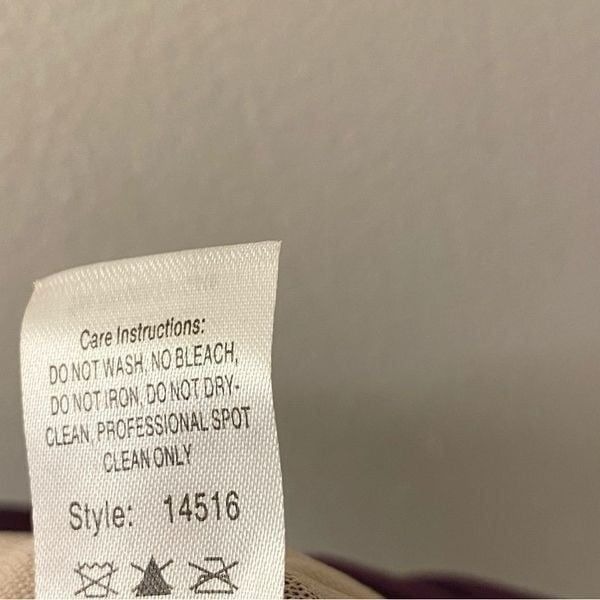 Care Instructions:
DO NOT WASH, NO BLEACH,
DO NOT IRON, DO NOT DRY-
CLEAN, PROFESSIONAL SPOT
CLEAN ONLY
Style: 14516